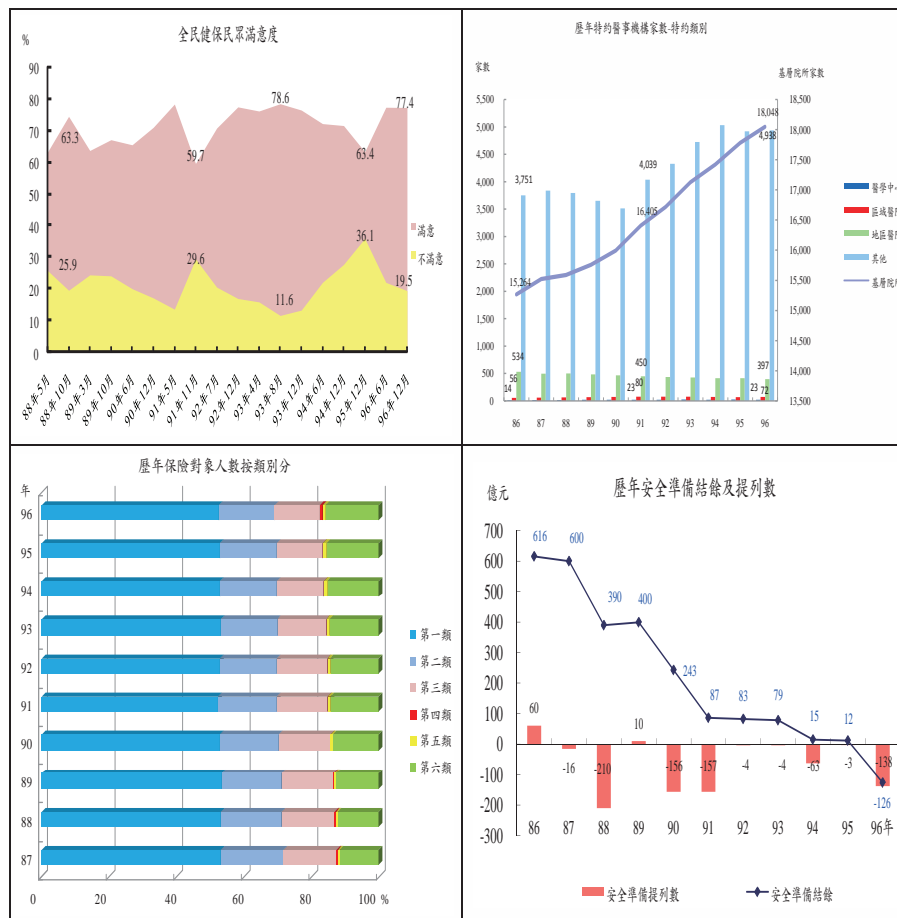 全民健保民眾滿意度
%
90
80
70
60
50
40
30
20
10
0
63.3
59.7
78.6
63.4
77.4
25.9
29.6
11.6
36.1
19.5
滿意
不滿意
88年5月
88年10月
89年3月
89年10月
90年6月
90年12月
91年5月
91年11月
92年7月
92年12月
93年4月
93年8月
93年12月
94年6月
94年12月
95年12月
96年6月
96年12月
歷年特約醫事機構家數-特約類別
家數
基層院所家數
5,500
5,000
4,500
4,000
3,500
3,000
2,500
2,000
1,500
1,000
500
0
18,500
18,000
17,500
17,000
16,500
16,000
15,500
15,000
14,500
14,000
13,500
3,751
4,039
18,048
4,938
16,405
15,264
534
56
14
450
23
80
397
23
72
醫學中心
區域醫院
地區醫院
其他
基層院所
86 87 88 89 90 91 92 93 94 95 96
歷年保險對象人數按類別分
年
96
95
94
93
92
91
90
89
88
87
0 20 40 60 80 100 %
第一類
第二類
第三類
第四類
第五類
第六類
歷年安全準備結餘及提列數
億元
700
600
500
400
300
200
100
0
-100
-200
-300
616
600
390
400
243
87
83
79
15
12
-126
60
-16
-210
10
-156
-157
-4
-4
-63
-3
-138
86 87 88 89 90 91 92 93 94 95 96年
安全準備提列數
安全準備結餘